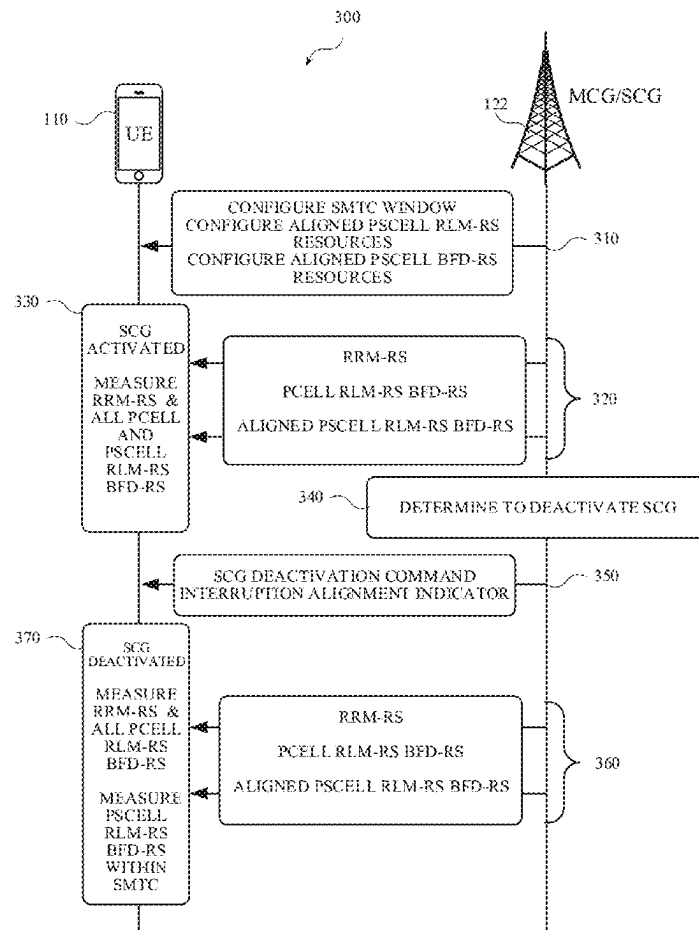 300
110
UE
122
MCG/SCG
CONFIGURE SMTC WINDOW
CONFIGURE ALIGNED PSCELL RLM-RS
RESOURCES
CONFIGURE ALIGNED PSCELL BFD-RS
RESOURCES
310
330
SCG
ACTIVATED
MEASURE
RRM-RS &
ALL PCELL
AND
PSCELL
RLM-RS
BFD-RS
RRM-RS
PCELL RLM-RS BFD-RS
ALIGNED PSCELL RLM-RS BFD-RS
320
340
DETERMINE TO DEACTIVATE SCG
SCG DEACTIVATION COMMAND
INTERRUPTION ALIGNMENT INDICATOR
350
370
SCG
DEACTIVATED
MEASURE
RRM-RS &
ALL PCELL
RLM-RS
BFD-RS
MEASURE
PSCELL
RLM-RS
BFD-RS
WITHIN
SMTC
RRM-RS
PCELL RLM-RS BFD-RS
ALIGNED PSCELL RLM-RS BFD-RS
360